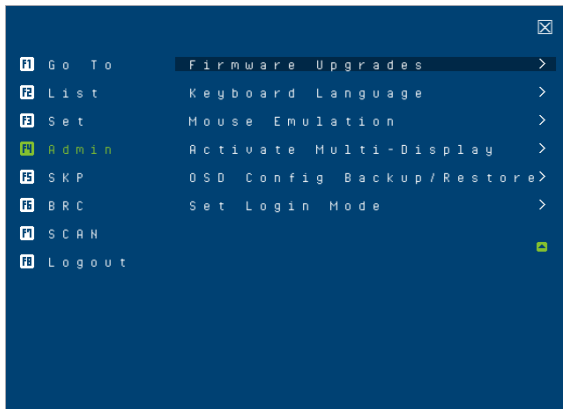 F1 Go To Firmware Upgrades >
F2 List Keyboard Language >
F3 Set Mouse Emulation >
F4 Admin Activate Multi-Display >
F5 SKP OSD Config Backup/Restore>
F6 BRC Set Login Mode >
F7 SCAN
F8 Logout